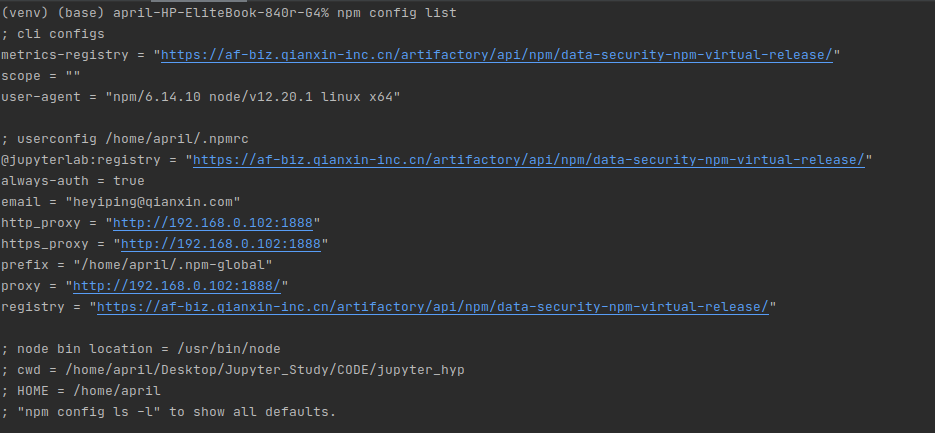 (venv) (base) april-HP-EliteBook-840r-G4% npm config list
; cli configs
metrics-registry = "https://af-biz.qianxin-inc.cn/artifactory/api/npm/data-security-npm-virtual-release/"
scope = ""
user-agent = "npm/6.14.10 node/v12.20.1 linux x64"
; userconfig /home/april/.npmrc
@jupyterlab:registry = "https://af-biz.qianxin-inc.cn/artifactory/api/npm/data-security-npm-virtual-release/"
always-auth = true
email = "heyiping@qianxin.com"
http_proxy = "http://192.168.0.102:1888"
https_proxy = "http://192.168.0.102:1888"
prefix = "/home/april/.npm-global"
proxy = "http://192.168.0.102:1888/"
registry = "https://af-biz.qianxin-inc.cn/artifactory/api/npm/data-security-npm-virtual-release/"
; node bin location = /usr/bin/node
; cwd = /home/april/Desktop/Jupyter_Study/CODE/jupyter_hyp
; HOME = /home/april
; "npm config ls -l" to show all defaults.